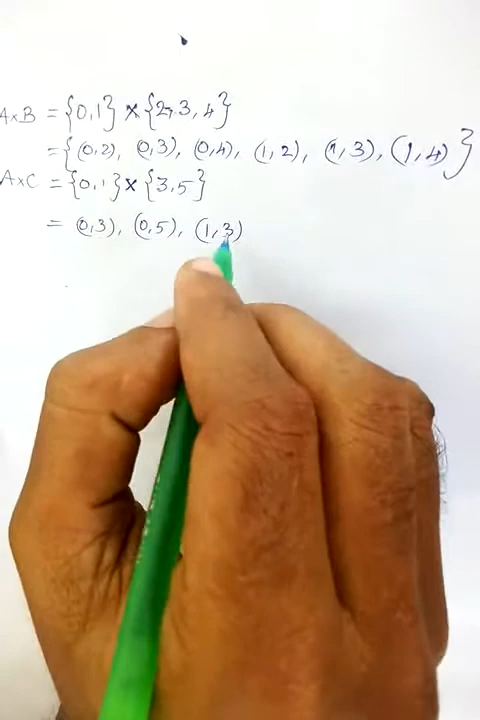 A×B = {0,1} × {2,3,4}
= {(0,2), (0,3), (0,4), (1,2), (1,3), (1,4)}
A×C = {0,1} × {3,5}
= (0,3), (0,5), (1,3)